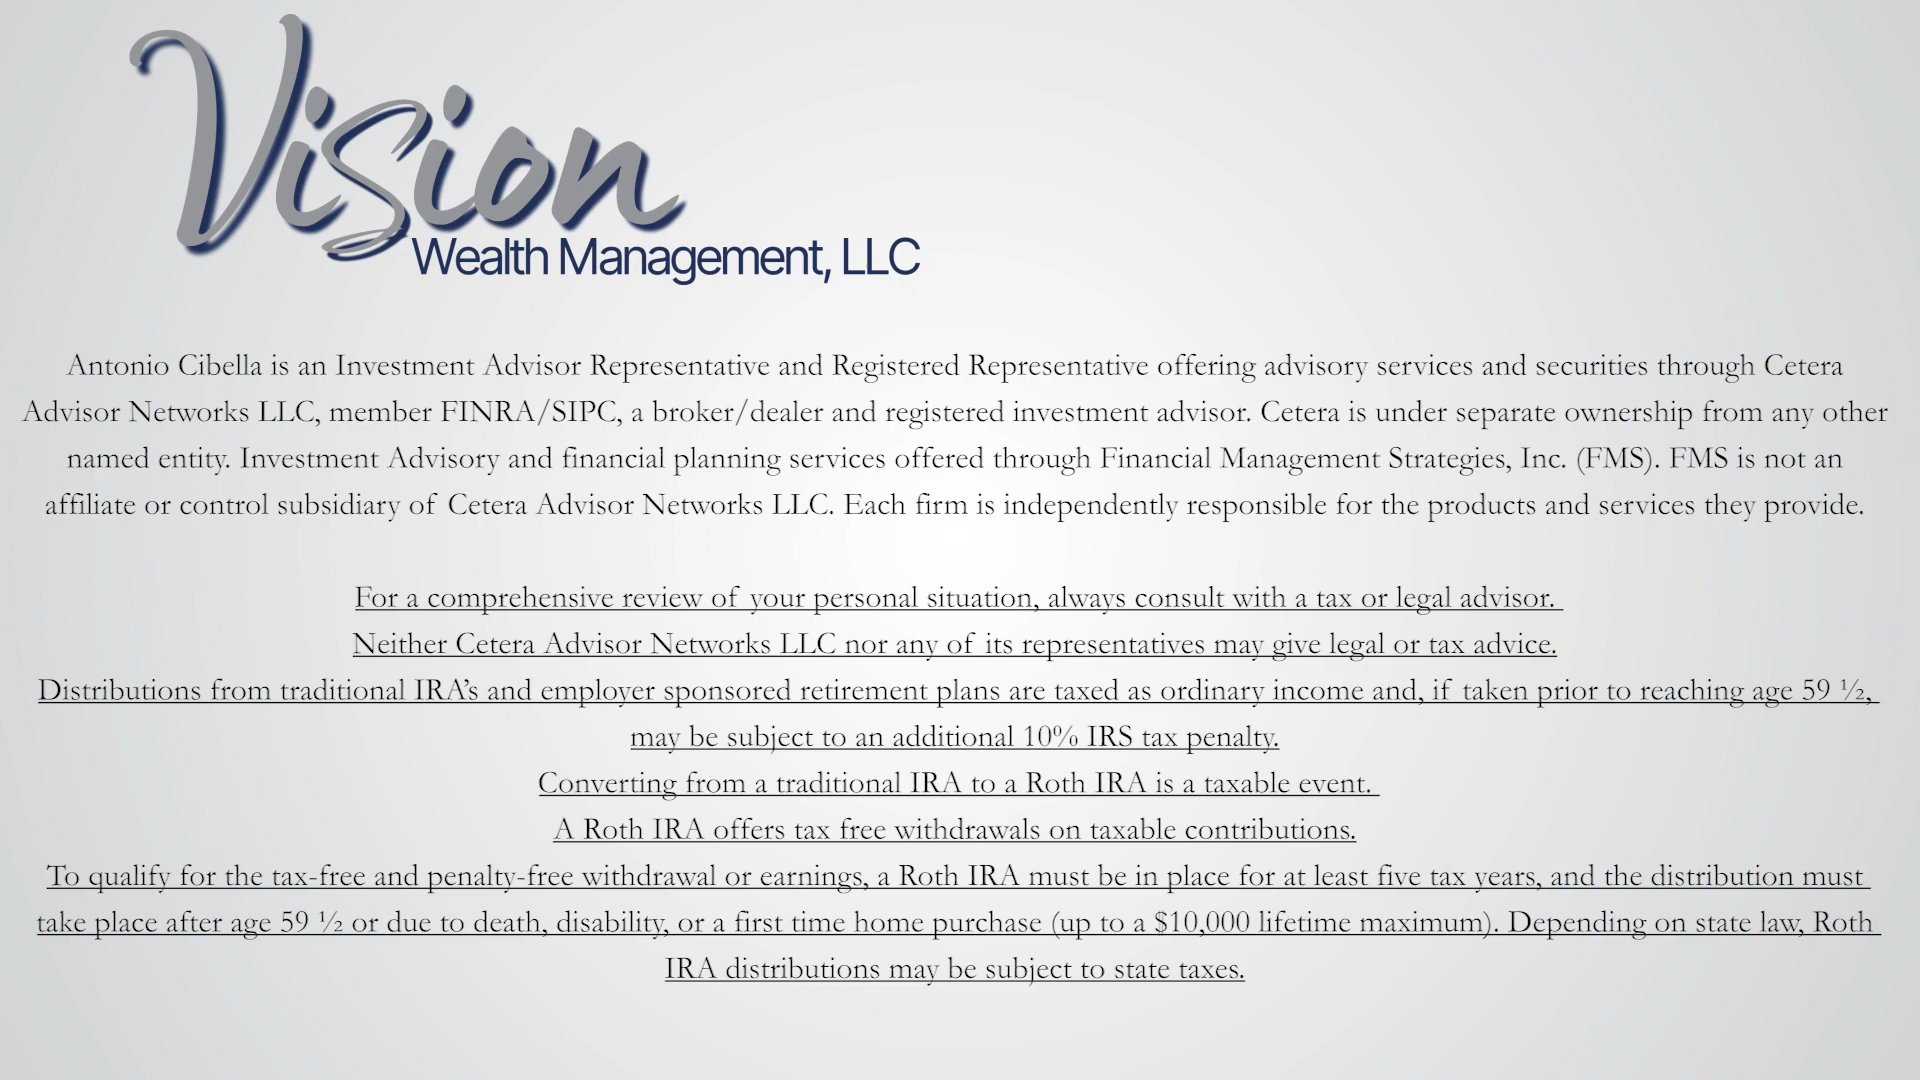 Vision
Wealth Management, LLC
Antonio Cibella is an Investment Advisor Representative and Registered Representative offering advisory services and securities through Cetera
Advisor Networks LLC, member FINRA/SIPC, a broker/dealer and registered investment advisor. Cetera is under separate ownership from any other
named entity. Investment Advisory and financial planning services offered through Financial Management Strategies, Inc. (FMS). FMS is not an
affiliate or control subsidiary of Cetera Advisor Networks LLC. Each firm is independently responsible for the products and services they provide.
For a comprehensive review of your personal situation, always consult with a tax or legal advisor.
Neither Cetera Advisor Networks LLC nor any of its representatives may give legal or tax advice.
Distributions from traditional IRA’s and employer sponsored retirement plans are taxed as ordinary income and, if taken prior to reaching age 59 ½,
may be subject to an additional 10% IRS tax penalty.
Converting from a traditional IRA to a Roth IRA is a taxable event.
A Roth IRA offers tax free withdrawals on taxable contributions.
To qualify for the tax-free and penalty-free withdrawal or earnings, a Roth IRA must be in place for at least five tax years, and the distribution must
take place after age 59 ½ or due to death, disability, or a first time home purchase (up to a $10,000 lifetime maximum). Depending on state law, Roth
IRA distributions may be subject to state taxes.